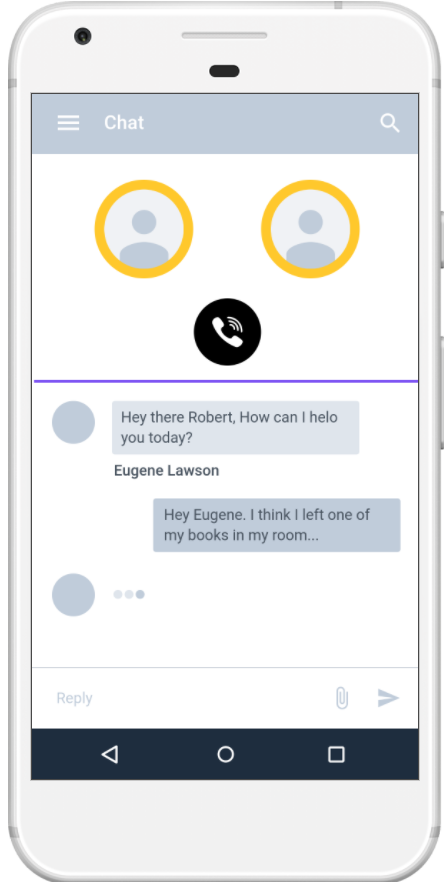 Chat
Hey there Robert, How can I helo
you today?
Eugene Lawson
Hey Eugene. I think I left one of
my books in my room...
Reply